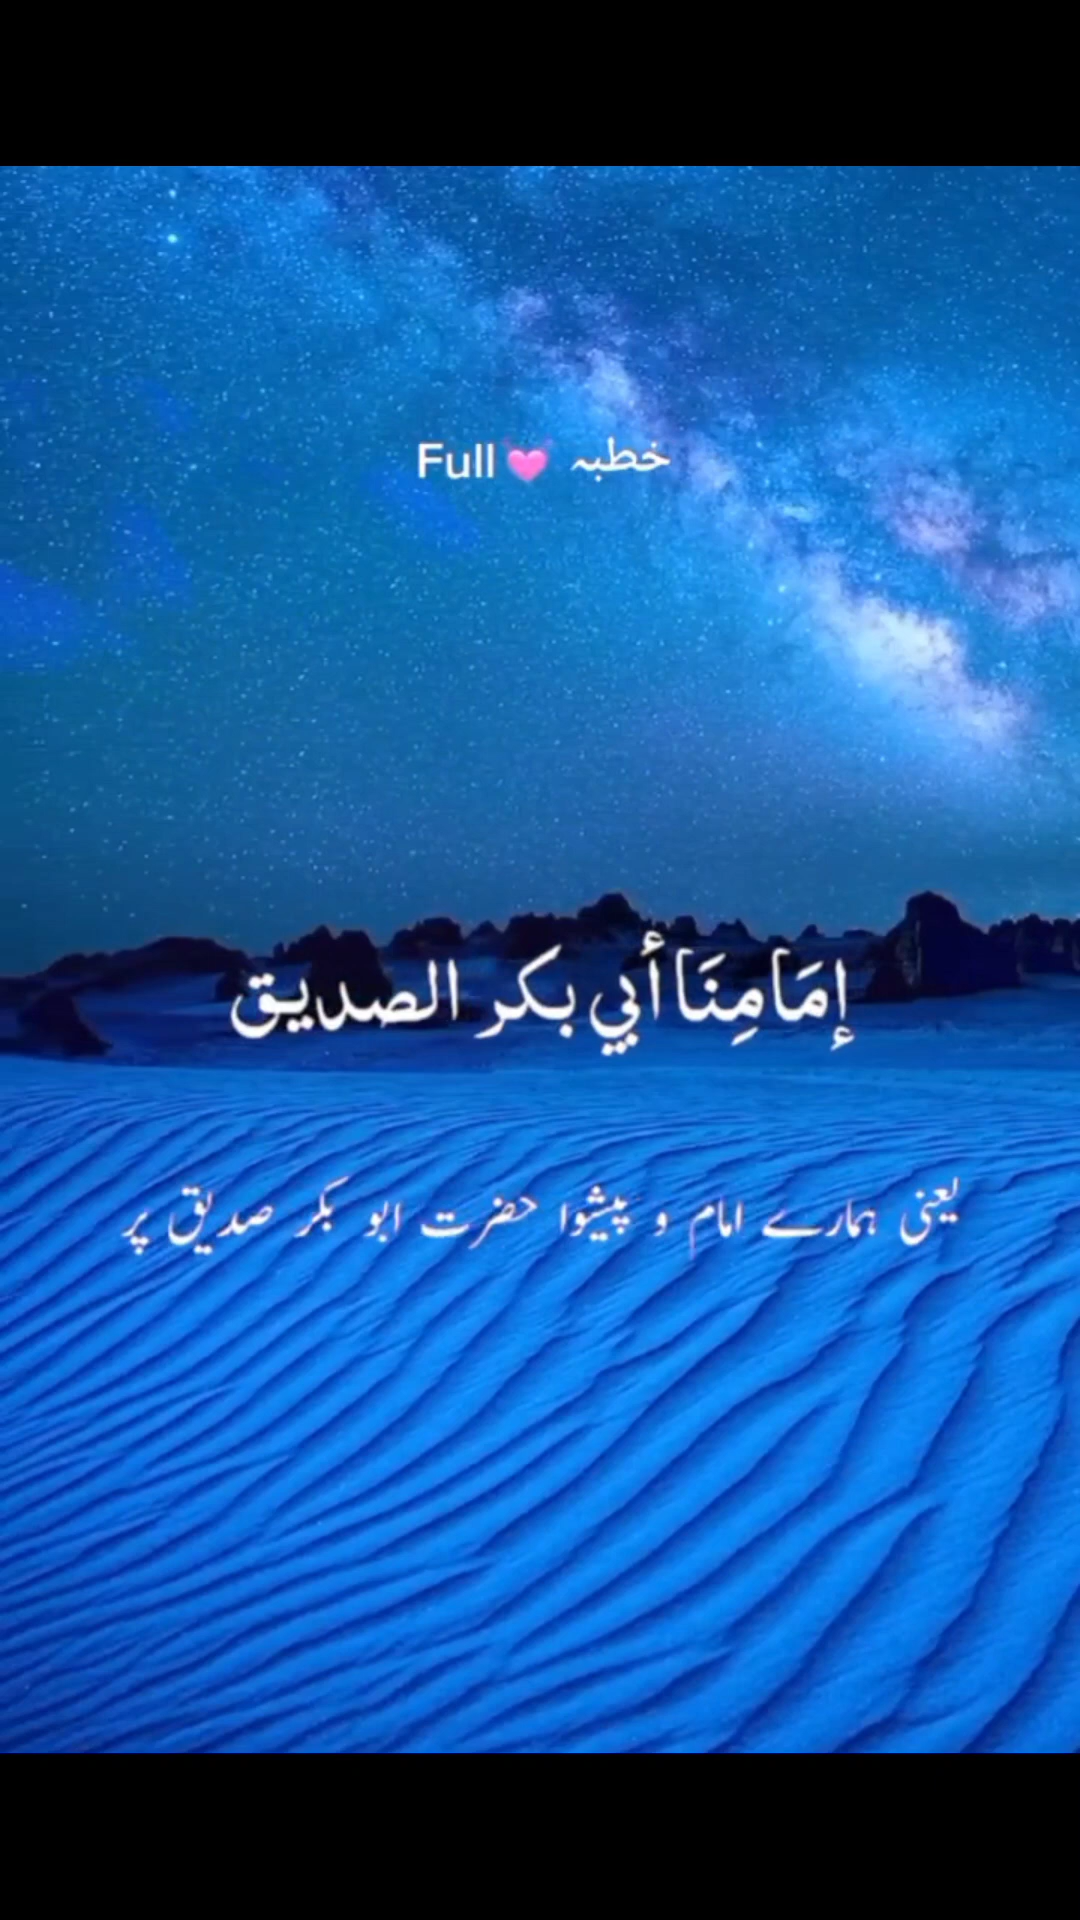 Full 💓 خطبہ
إمَامِنَا أبي بكر الصديق
یعنی ہمارے امام و پیشوا حضرت ابو بکر صدیق پر